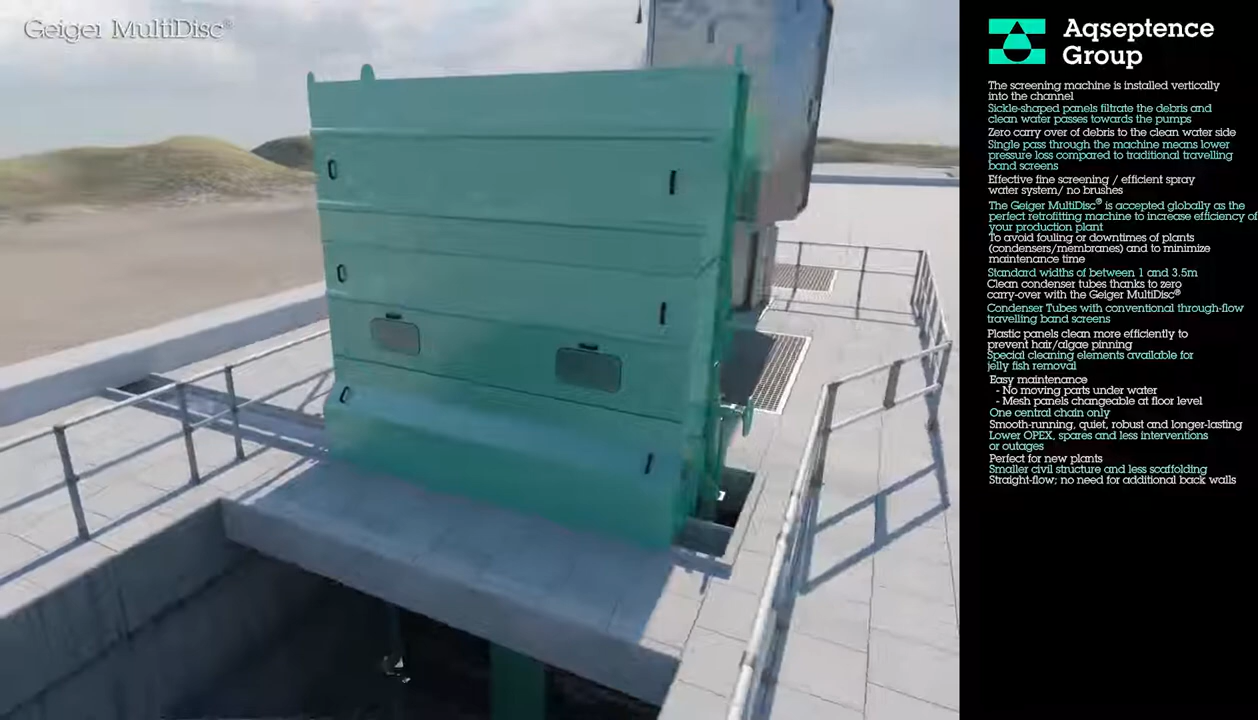 Geiger MultiDisc®
Aqseptence
Group
The screening machine is installed vertically
into the channel
Sickle-shaped panels filtrate the debris and
clean water passes towards the pumps
Zero carry over of debris to the clean water side
Single pass through the machine means lower
pressure loss compared to traditional travelling
band screens
Effective fine screening / efficient spray
water system/ no brushes
The Geiger MultiDisc® is accepted globally as the
perfect retrofitting machine to increase efficiency of
your production plant
To avoid fouling or downtimes of plants
(condensers/membranes) and to minimize
maintenance time
Standard widths of between 1 and 3.5m
Clean condenser tubes thanks to zero
carry-over with the Geiger MultiDisc®
Condenser Tubes with conventional through-flow
travelling band screens
Plastic panels clean more efficiently to
prevent hair/algae pinning
Special cleaning elements available for
jelly fish removal
Easy maintenance
- No moving parts under water
- Mesh panels changeable at floor level
One central chain only
Smooth-running, quiet, robust and longer-lasting
Lower OPEX, spares and less interventions
or outages
Perfect for new plants
Smaller civil structure and less scaffolding
Straight-flow; no need for additional back walls